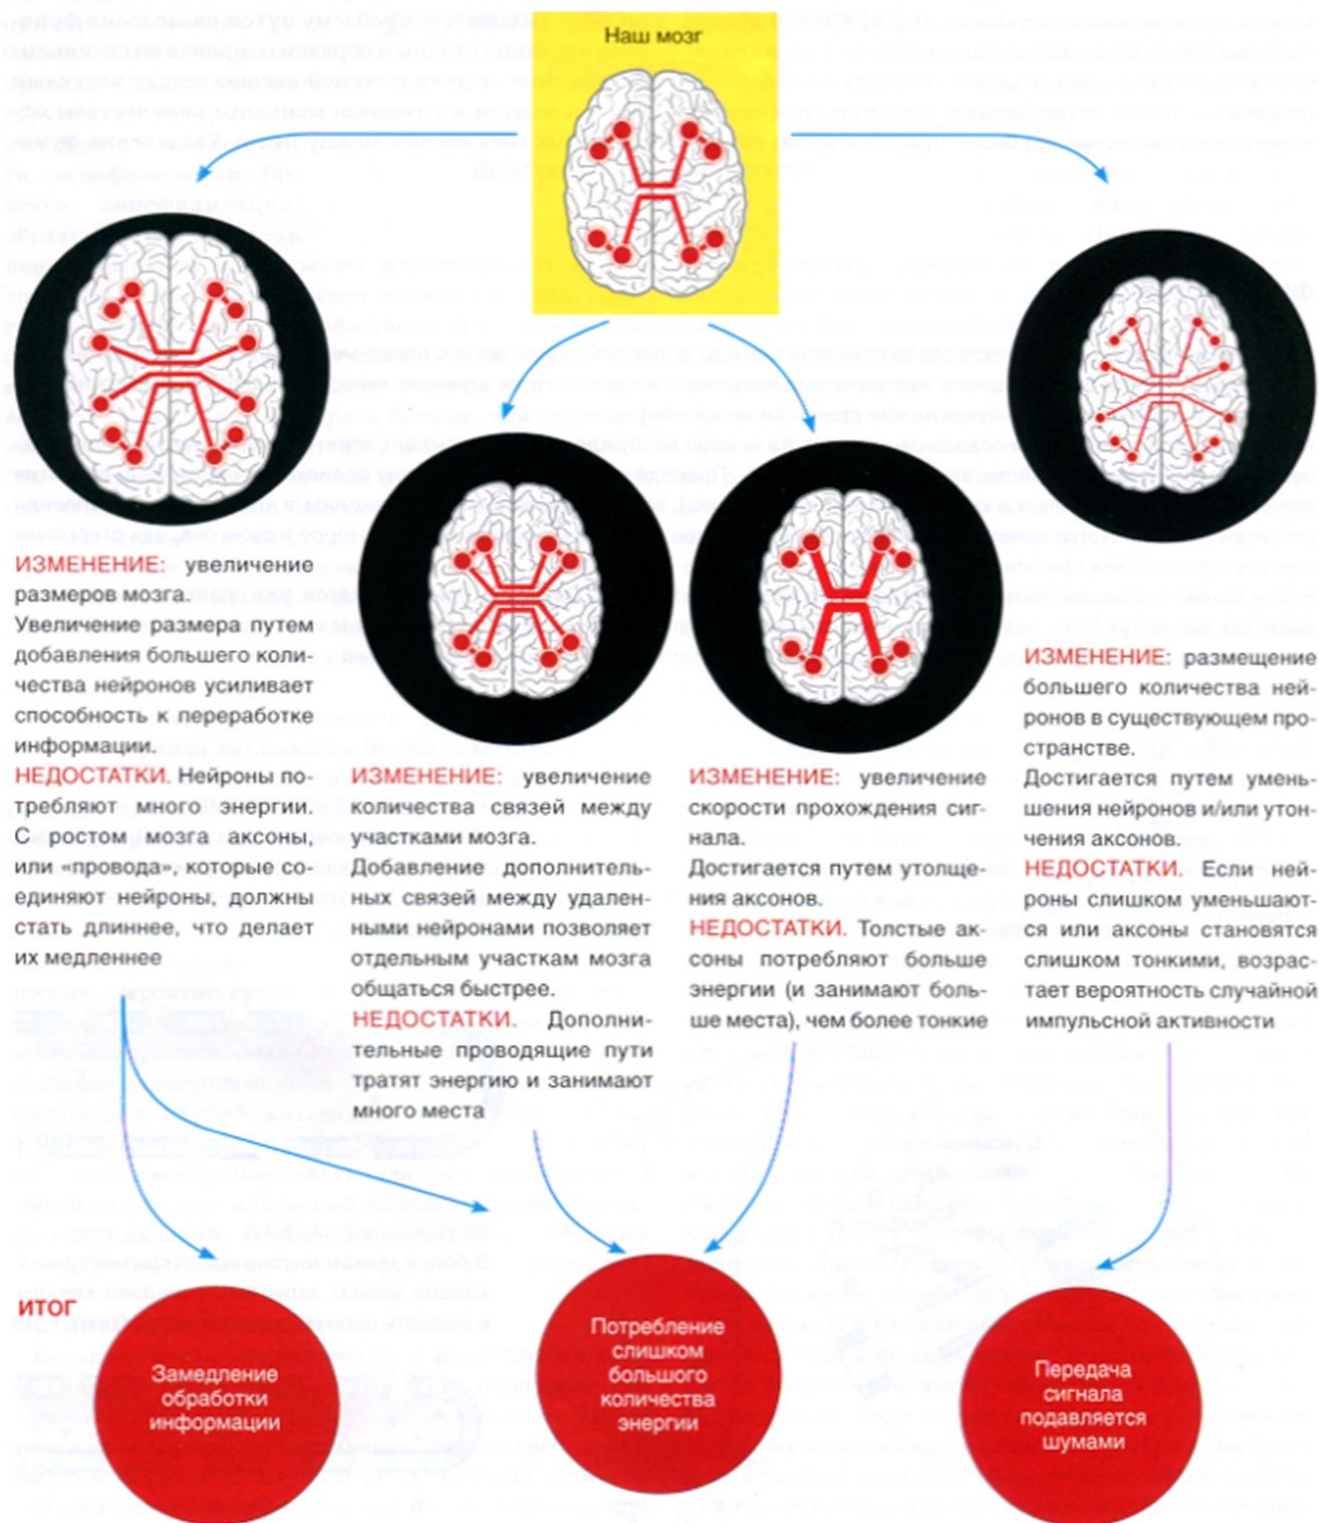 Наш мозг
ИЗМЕНЕНИЕ: увеличение
размеров мозга.
Увеличение размера путем
добавления большего коли-
чества нейронов усиливает
способность к переработке
информации.
НЕДОСТАТКИ. Нейроны по-
требляют много энергии.
С ростом мозга аксоны,
или «провода», которые со-
единяют нейроны, должны
стать длиннее, что делает
их медленнее
ИЗМЕНЕНИЕ: увеличение
количества связей между
участками мозга.
Добавление дополнитель-
ных связей между удален-
ными нейронами позволяет
отдельным участкам мозга
общаться быстрее.
НЕДОСТАТКИ. Дополни-
тельные проводящие пути
тратят энергию и занимают
много места
ИЗМЕНЕНИЕ: увеличение
скорости прохождения сиг-
нала.
Достигается путем утолще-
ния аксонов.
НЕДОСТАТКИ. Толстые ак-
соны потребляют больше
энергии (и занимают боль-
ше места), чем более тонкие
ИЗМЕНЕНИЕ: размещение
большего количества ней-
ронов в существующем про-
странстве.
Достигается путем умень-
шения нейронов и/или утон-
чения аксонов.
НЕДОСТАТКИ. Если ней-
роны слишком уменьшают-
ся или аксоны становятся
слишком тонкими, возрас-
тает вероятность случайной
импульсной активности
ИТОГ
Замедление
обработки
информации
Потребление
слишком
большого
количества
энергии
Передача
сигнала
подавляется
шумами